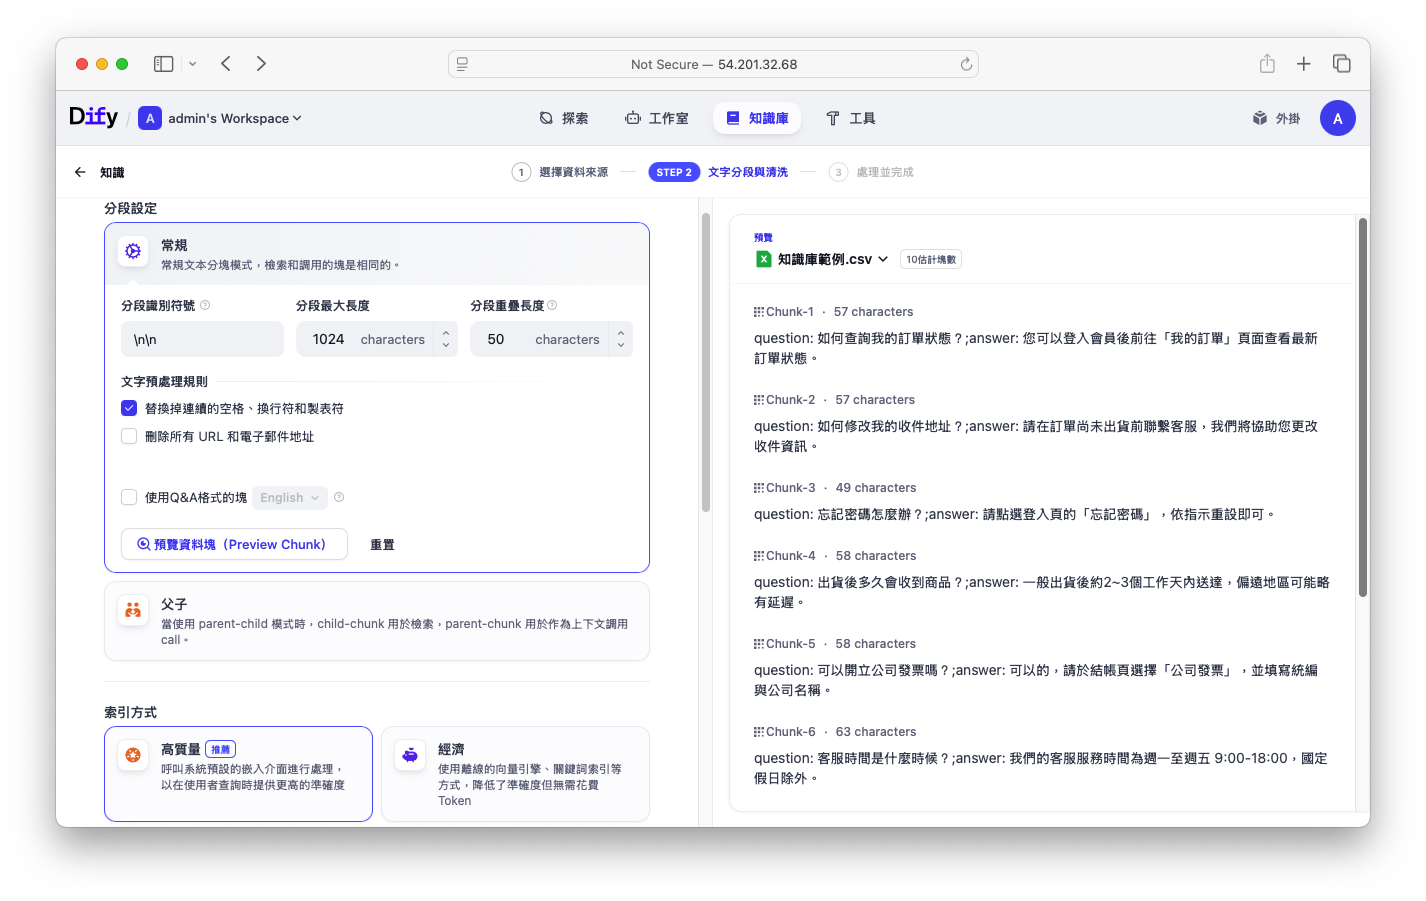 Not Secure — 54.201.32.68
Dify / A admin's Workspace
探索
工作室
知識庫
工具
外掛
A
知識
1 選擇資料來源
STEP 2 文字分段與清洗
3 處理並完成
分段設定
常規
常規文本分塊模式，檢索和調用的塊是相同的。
分段識別符號
分段最大長度
分段重疊長度
\n\n
1024 characters
50 characters
文字預處理規則
替換掉連續的空格、換行符和製表符
刪除所有 URL 和電子郵件地址
使用Q&A格式的塊 English
預覽資料塊（Preview Chunk）
重置
父子
當使用 parent-child 模式時，child-chunk 用於檢索，parent-chunk 用於作為上下文調用
call。
索引方式
高質量 推薦
呼叫系統預設的嵌入介面進行處理，
以在使用者查詢時提供更高的準確度
經濟
使用離線的向量引擎、關鍵詞索引等
方式，降低了準確度但無需花費
Token
預覽
X 知識庫範例.csv
10估計塊數
Chunk-1 · 57 characters
question: 如何查詢我的訂單狀態？;answer: 您可以登入會員後前往「我的訂單」頁面查看最新
訂單狀態。
Chunk-2 · 57 characters
question: 如何修改我的收件地址？;answer: 請在訂單尚未出貨前聯繫客服，我們將協助您更改
收件資訊。
Chunk-3 · 49 characters
question: 忘記密碼怎麼辦？;answer: 請點選登入頁的「忘記密碼」，依指示重設即可。
Chunk-4 · 58 characters
question: 出貨後多久會收到商品？;answer: 一般出貨後約2~3個工作天內送達，偏遠地區可能略
有延遲。
Chunk-5 · 58 characters
question: 可以開立公司發票嗎？;answer: 可以的，請於結帳頁選擇「公司發票」，並填寫統編
與公司名稱。
Chunk-6 · 63 characters
question: 客服時間是什麼時候？;answer: 我們的客服服務時間為週一至週五 9:00-18:00，國定
假日除外。